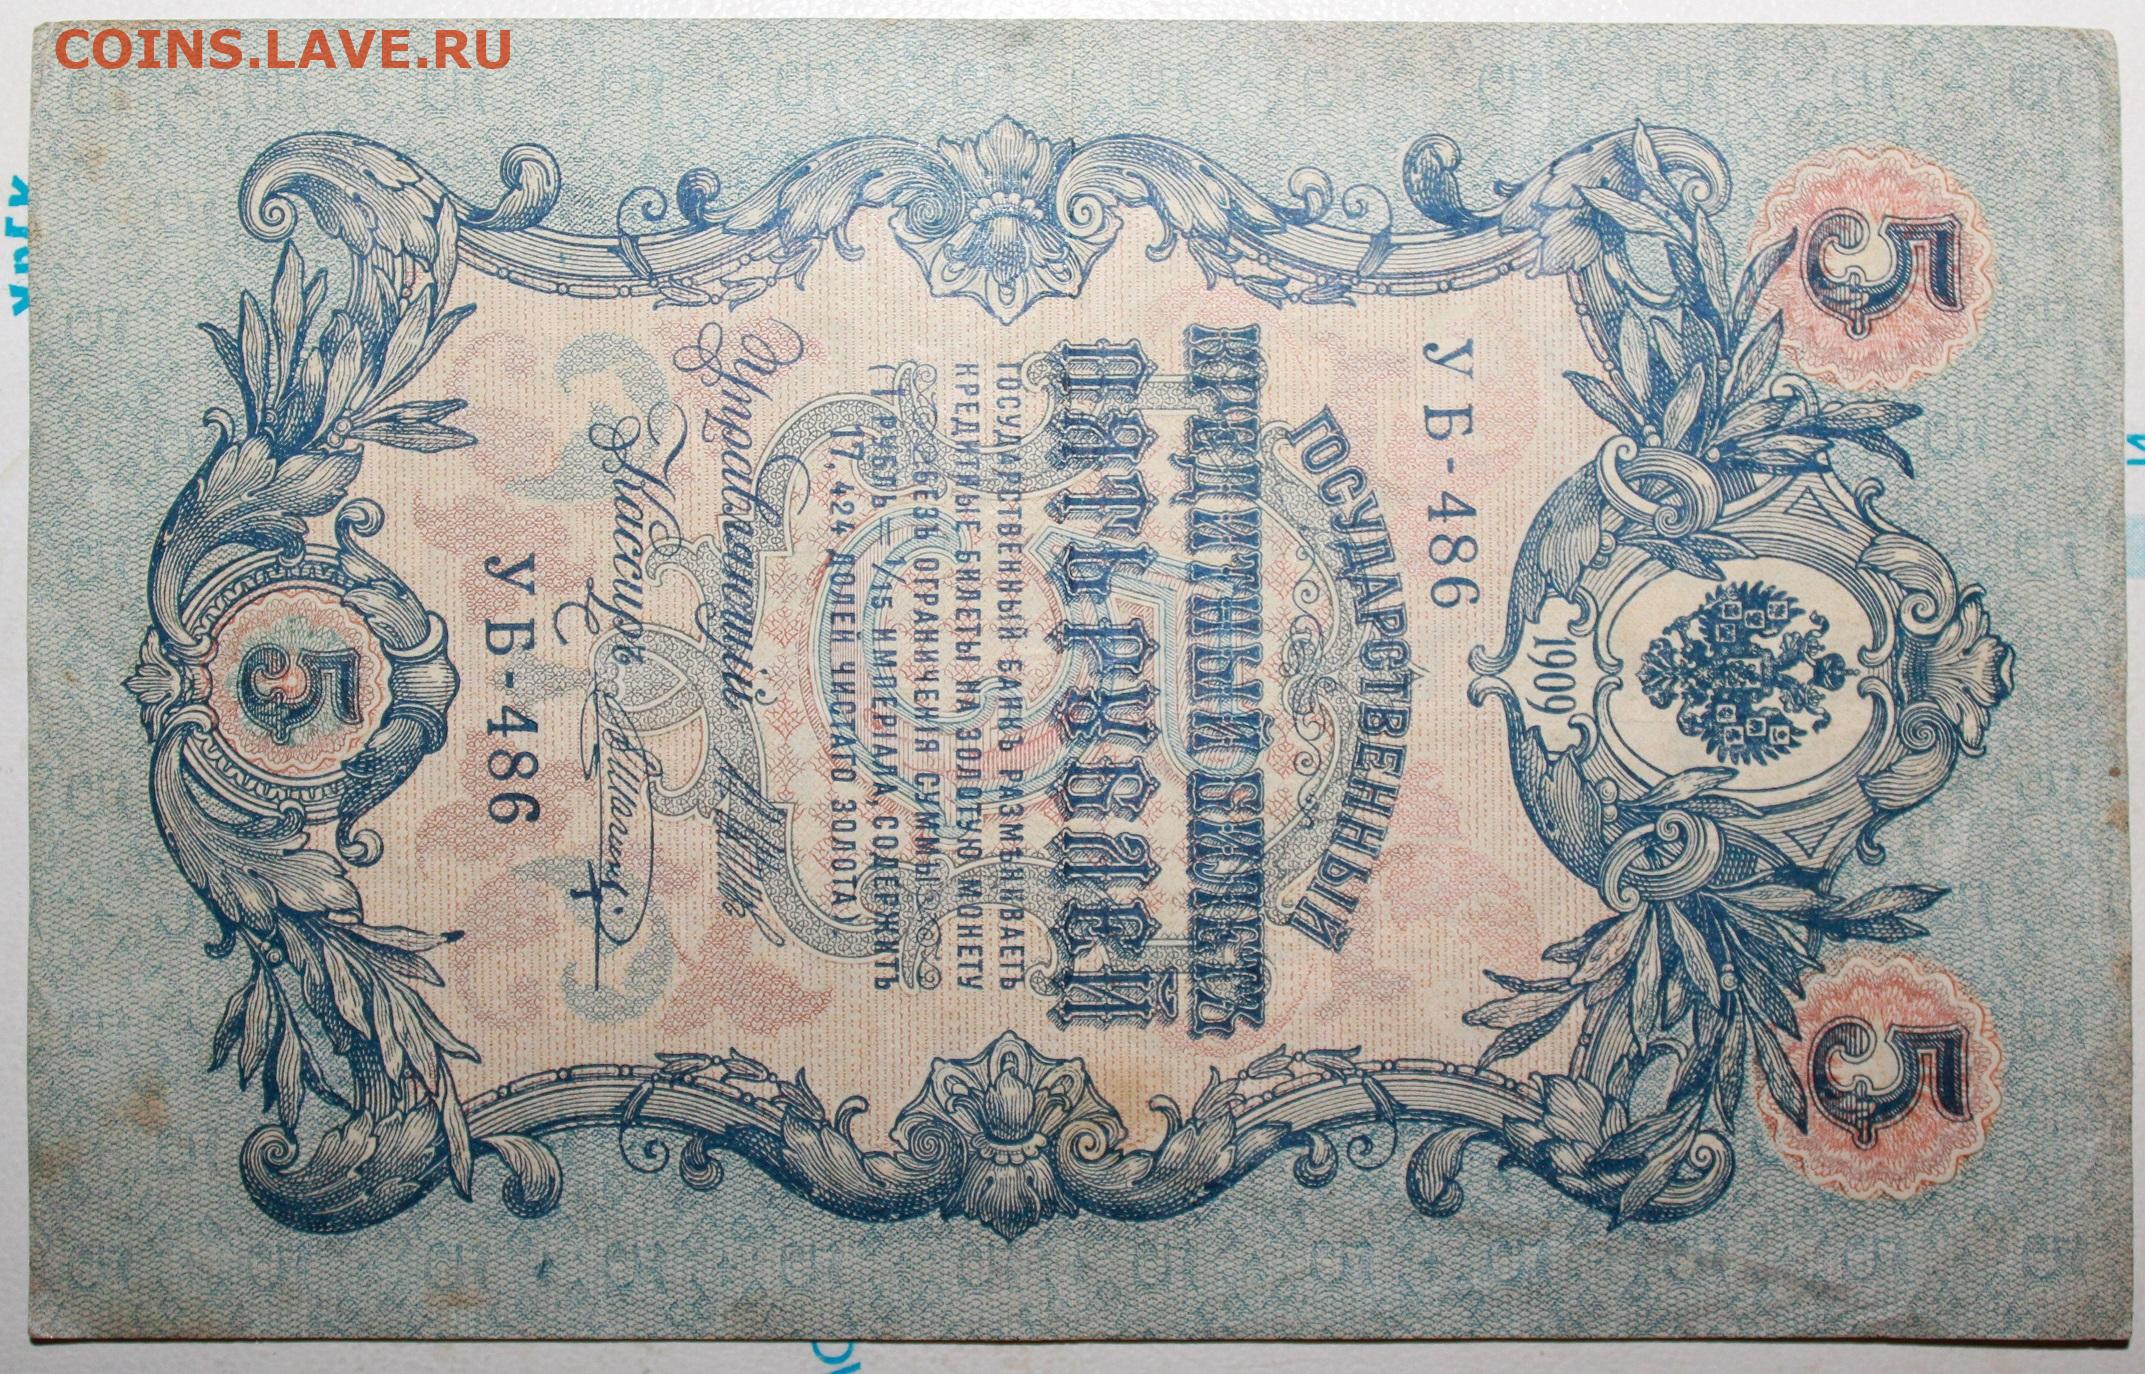 COINS.LAVE.RU
5
5
1909
УБ-486
ГОСУДАРСТВЕННЫЙ
КРЕДИТНЫЙ БИЛЕТЪ
ПЯТЬ РУБЛЕЙ
ГОСУДАРСТВЕННЫЙ БАНКЪ РАЗМѢНИВАЕТЪ
КРЕДИТНЫЕ БИЛЕТЫ НА ЗОЛОТУЮ МОНЕТУ
БЕЗЪ ОГРАНИЧЕНІЯ СУММЫ
(1 РУБЛЬ = 1/15 ИМПЕРІАЛА, СОДЕРЖИТЪ
17,424 ДОЛЕЙ ЧИСТАГО ЗОЛОТА)
Управляющій
Кассиръ
УБ-486
5